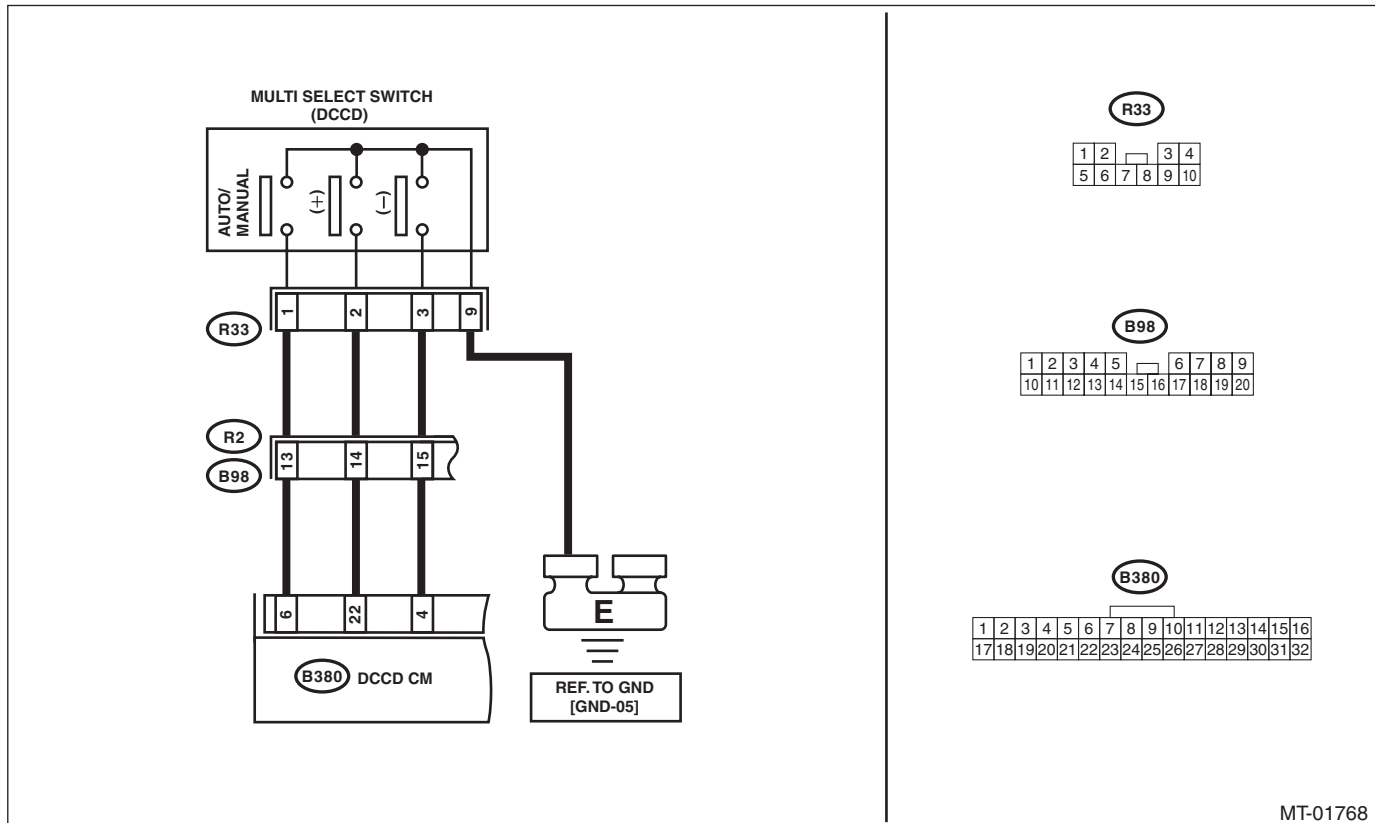 MULTI SELECT SWITCH
(DCCD)
AUTO/
MANUAL
(+)
(−)
1 2 3 9
R33
R2
13 14 15
B98
6 22 4
B380 DCCD CM
E
REF. TO GND
[GND-05]
R33
1 2 3 4
5 6 7 8 9 10
B98
1 2 3 4 5 6 7 8 9
10 11 12 13 14 15 16 17 18 19 20
B380
1 2 3 4 5 6 7 8 9 10 11 12 13 14 15 16
17 18 19 20 21 22 23 24 25 26 27 28 29 30 31 32
MT-01768